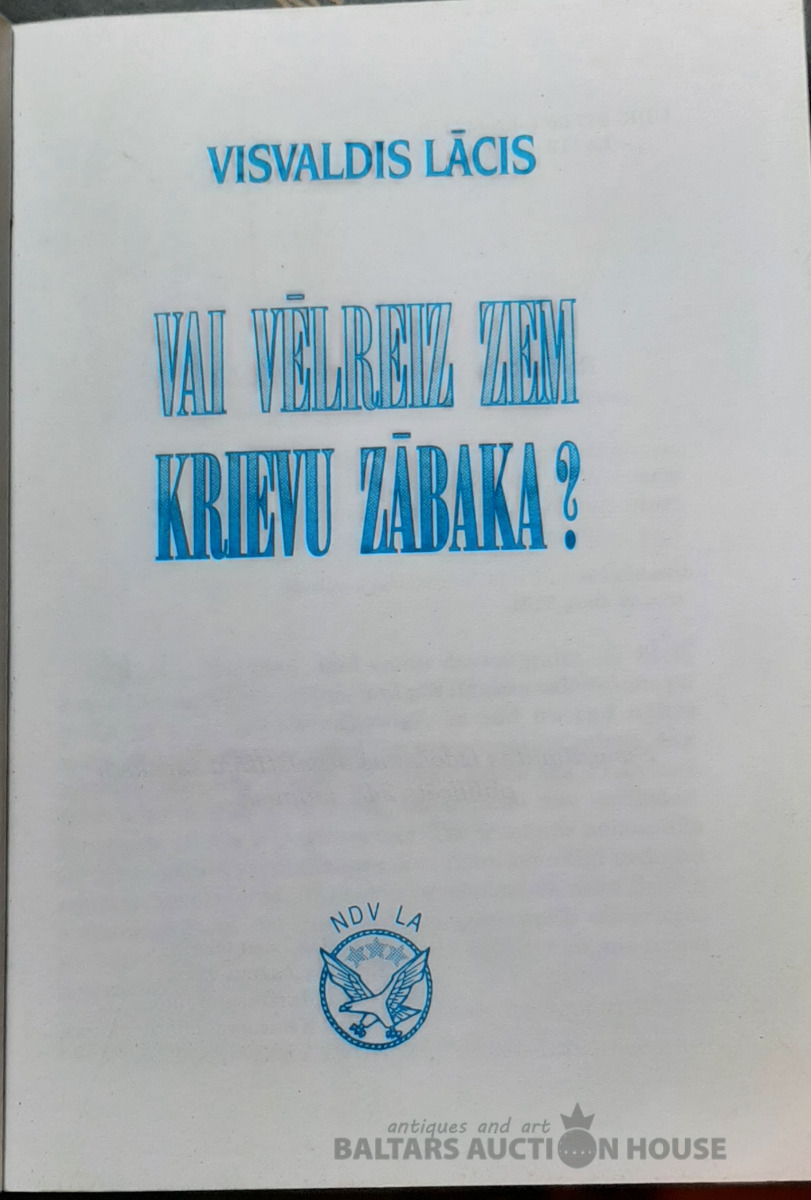 VISVALDIS LĀCIS
VAI VĒLREIZ ZEM
KRIEVU ZĀBAKA?
NDV LA
antiques and art
BALTARS AUCTION HOUSE